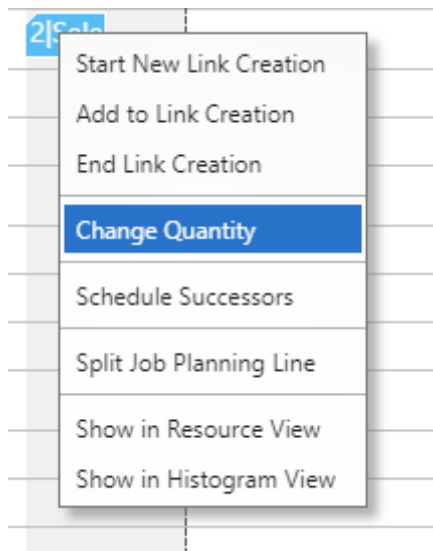 2|
Start New Link Creation
Add to Link Creation
End Link Creation
Change Quantity
Schedule Successors
Split Job Planning Line
Show in Resource View
Show in Histogram View